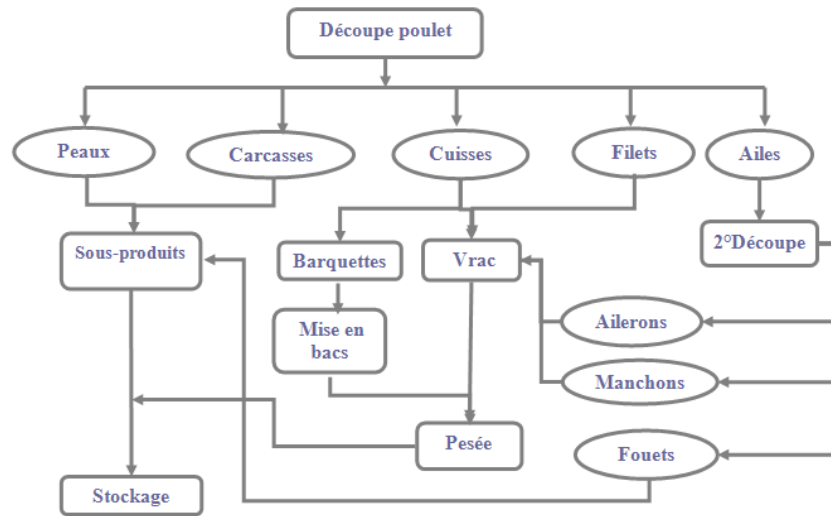 Découpe poulet
Peaux
Carcasses
Cuisses
Filets
Ailes
Sous-produits
Barquettes
Vrac
2°Découpe
Ailerons
Mise en
bacs
Manchons
Pesée
Fouets
Stockage